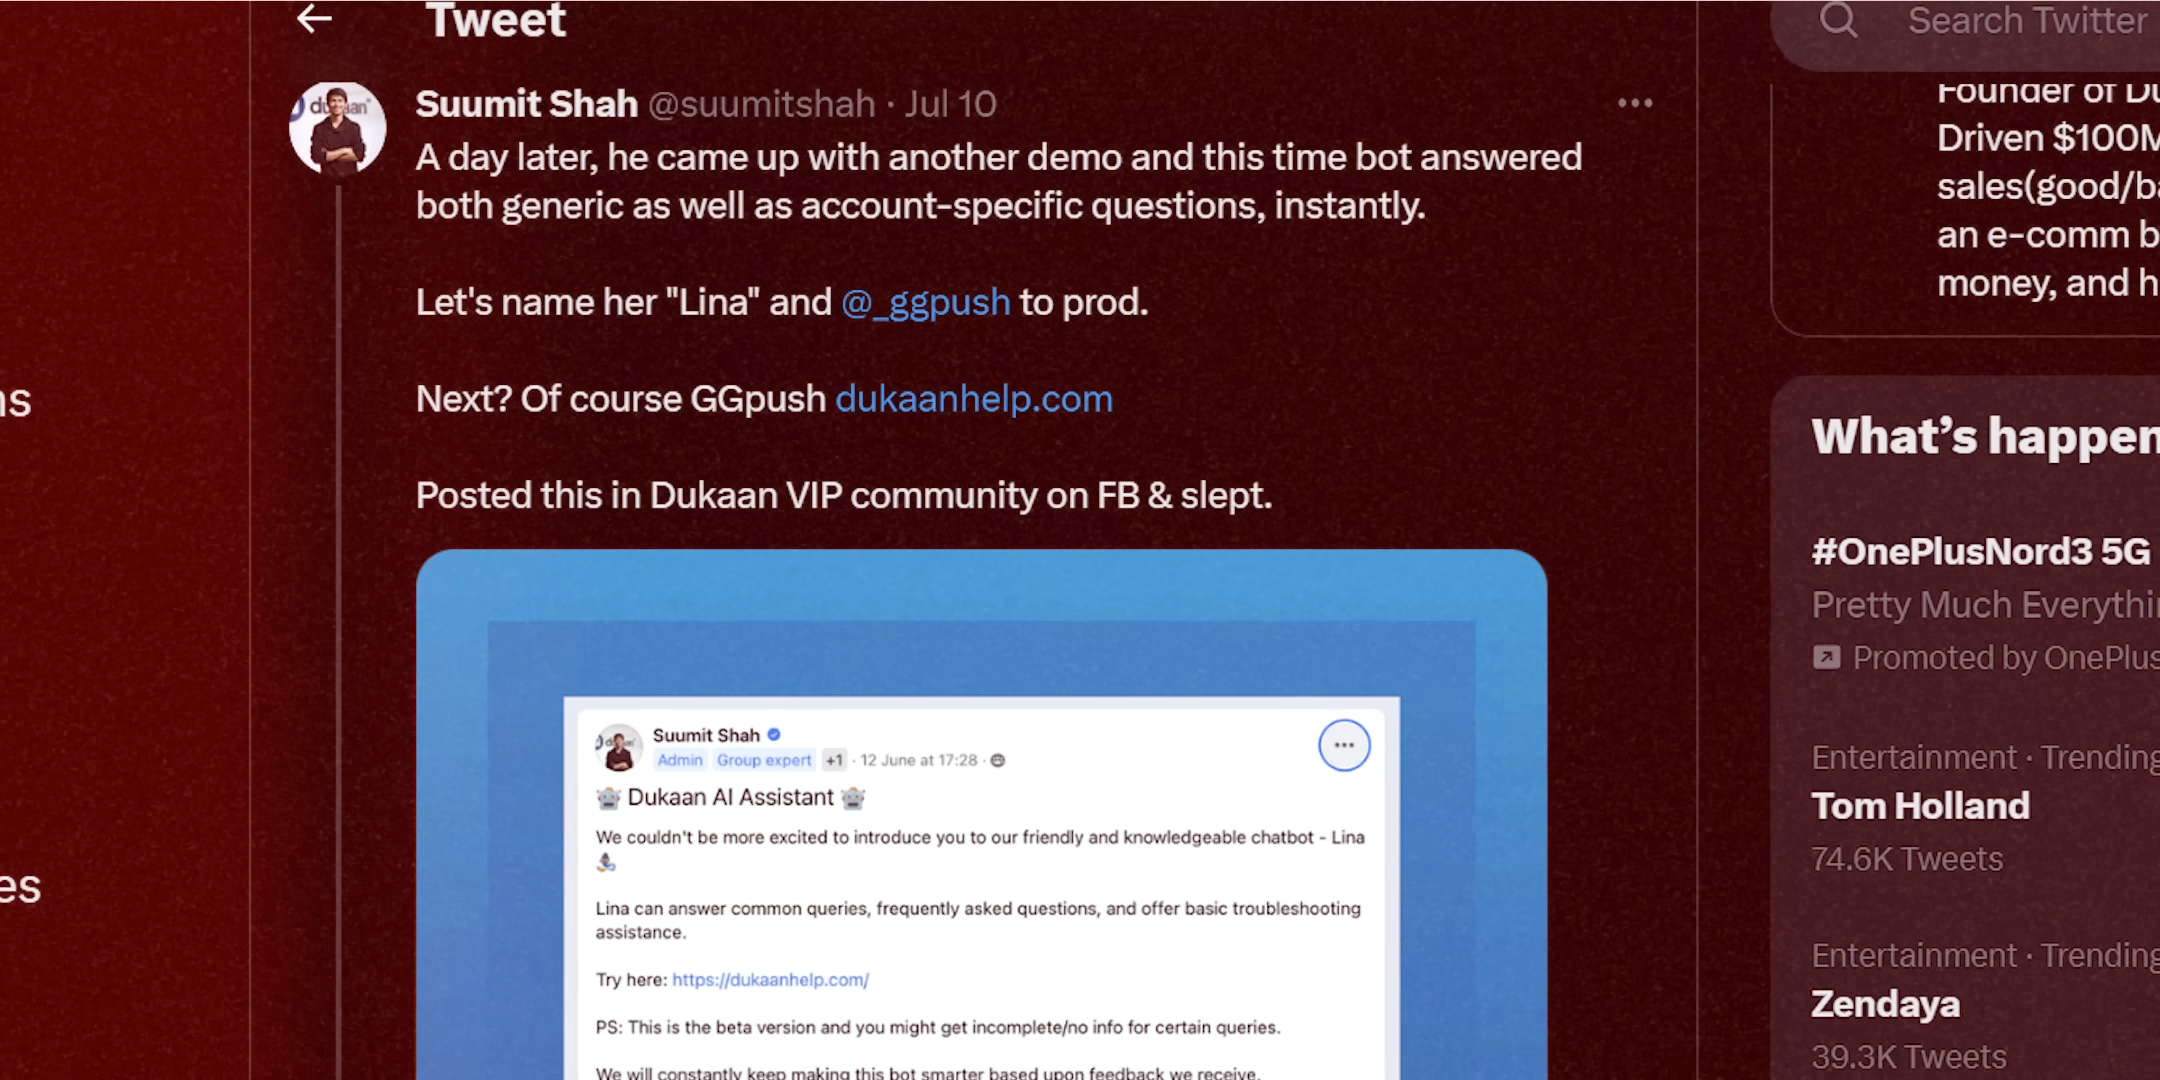 Tweet
Search Twitter
Suumit Shah @suumitshah · Jul 10
A day later, he came up with another demo and this time bot answered
both generic as well as account-specific questions, instantly.
Let's name her "Lina" and @_ggpush to prod.
Next? Of course GGpush dukaanhelp.com
Posted this in Dukaan VIP community on FB & slept.
Suumit Shah
Admin Group expert +1 · 12 June at 17:28 ·
Dukaan AI Assistant
We couldn't be more excited to introduce you to our friendly and knowledgeable chatbot - Lina
Lina can answer common queries, frequently asked questions, and offer basic troubleshooting
assistance.
Try here: https://dukaanhelp.com/
PS: This is the beta version and you might get incomplete/no info for certain queries.
We will constantly keep making this bot smarter based upon feedback we receive.
ns
es
Founder of Du
Driven $100M
sales(good/ba
an e-comm b
money, and h
What's happen
#OnePlusNord3 5G
Pretty Much Everythi
Promoted by OnePlus
Entertainment · Trending
Tom Holland
74.6K Tweets
Entertainment · Trending
Zendaya
39.3K Tweets